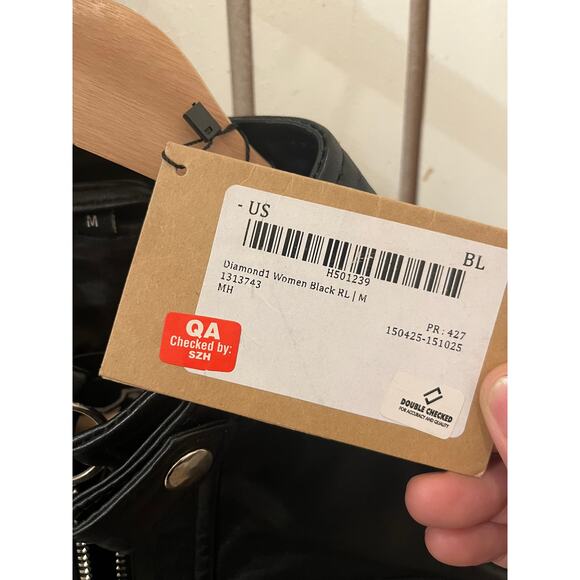 - US
BL
H501239
Diamond1 Women Black RL | M
1313743
MH
PR : 427
150425-151025
QA
Checked by:
SZH
DOUBLE CHECKED
FOR ACCURACY AND QUALITY
M